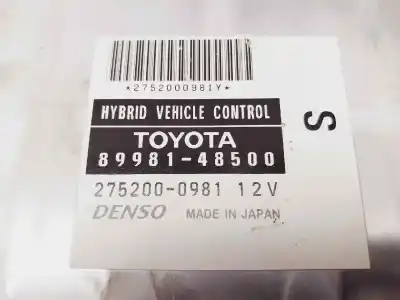 *2752000981Y*
HYBRID VEHICLE CONTROL
TOYOTA
89981-48500
275200-0981 12V
DENSO MADE IN JAPAN
S